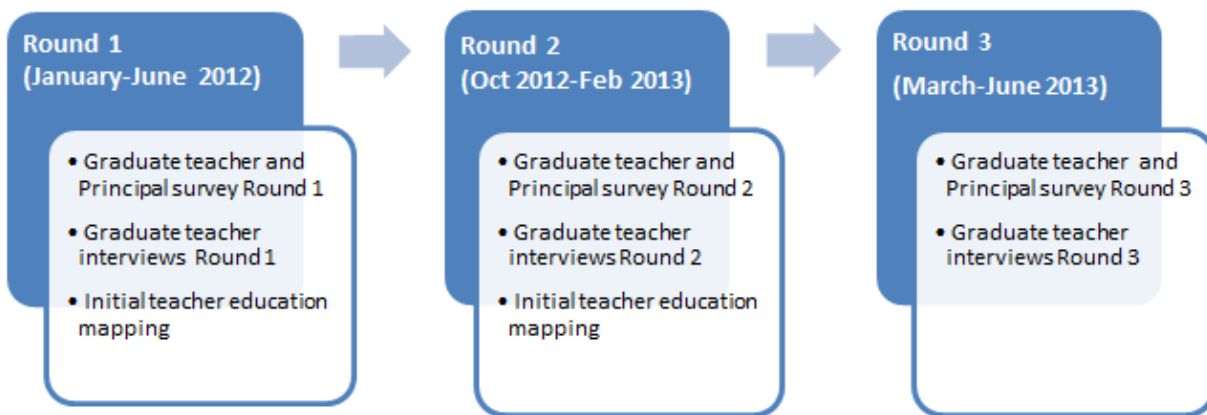 Round 1
(January-June 2012)
• Graduate teacher and
Principal survey Round 1
• Graduate teacher
interviews Round 1
• Initial teacher education
mapping
Round 2
(Oct 2012-Feb 2013)
• Graduate teacher and
Principal survey Round 2
• Graduate teacher
interviews Round 2
• Initial teacher education
mapping
Round 3
(March-June 2013)
• Graduate teacher and
Principal survey Round 3
• Graduate teacher
interviews Round 3